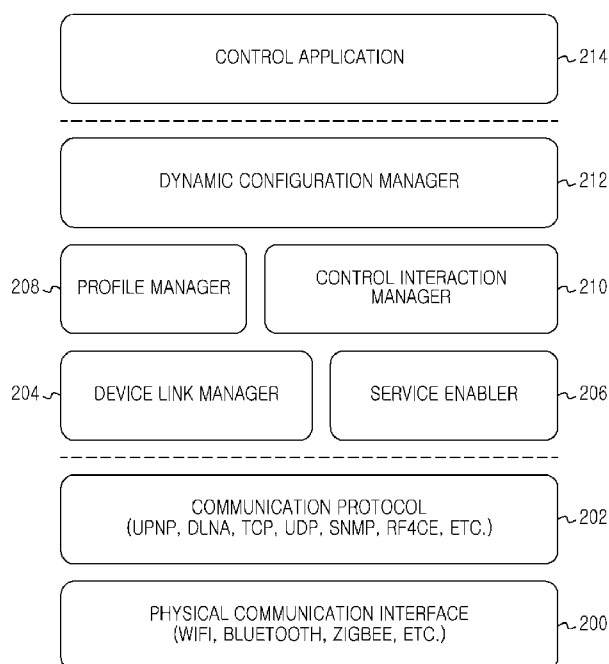 CONTROL APPLICATION
214
DYNAMIC CONFIGURATION MANAGER
212
208
PROFILE MANAGER
CONTROL INTERACTION
MANAGER
210
204
DEVICE LINK MANAGER
SERVICE ENABLER
206
COMMUNICATION PROTOCOL
(UPNP, DLNA, TCP, UDP, SNMP, RF4CE, ETC.)
202
PHYSICAL COMMUNICATION INTERFACE
(WIFI, BLUETOOTH, ZIGBEE, ETC.)
200